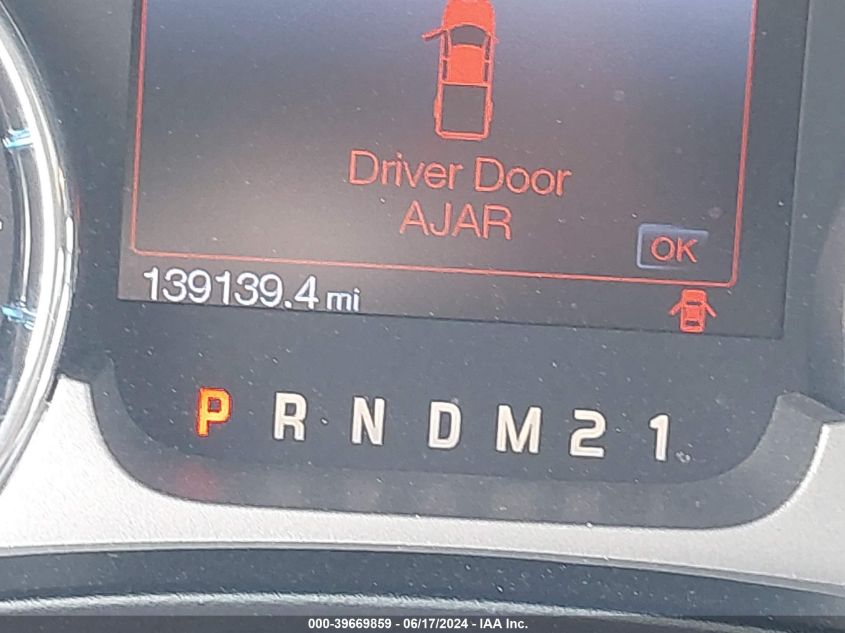 Driver Door
AJAR
OK
139139.4 mi
P R N D M 2 1
000-39669859 - 06/17/2024 - IAA Inc.